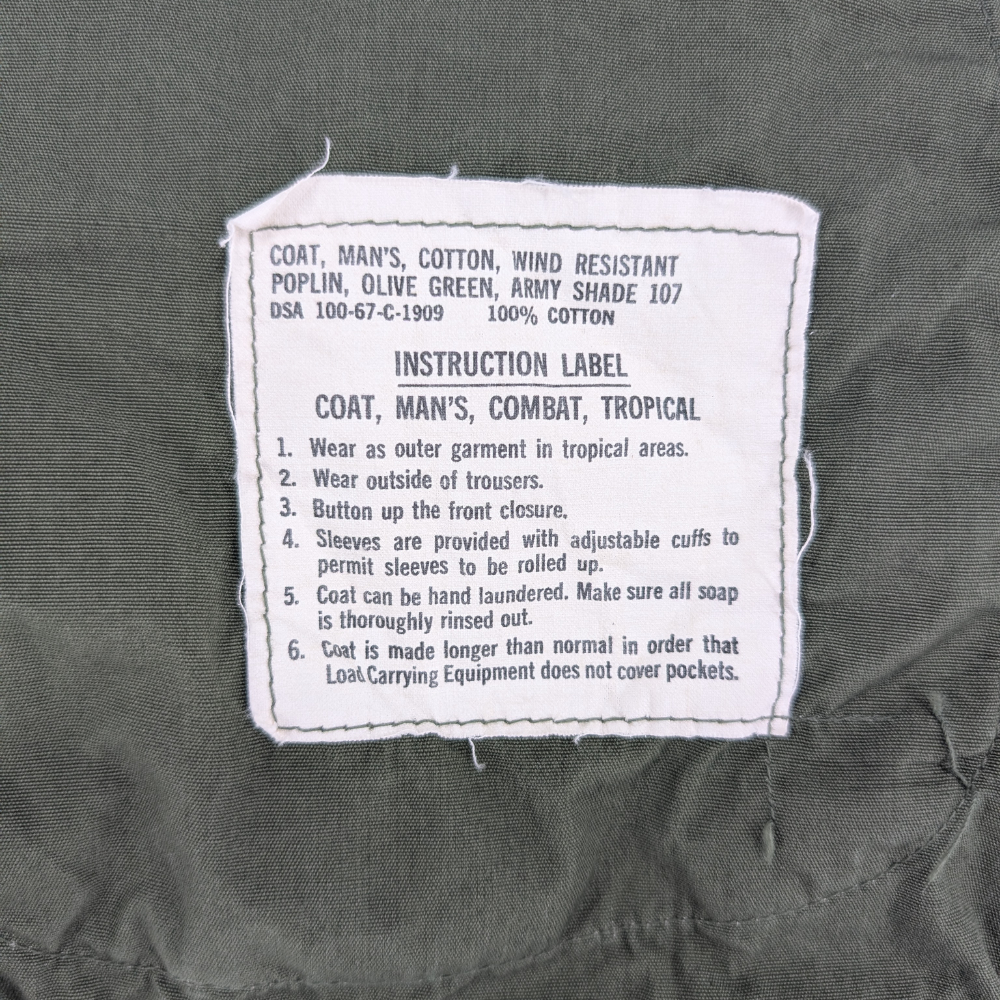 COAT, MAN'S, COTTON, WIND RESISTANT
POPLIN, OLIVE GREEN, ARMY SHADE 107
DSA 100-67-C-1909 100% COTTON
INSTRUCTION LABEL
COAT, MAN'S, COMBAT, TROPICAL
1. Wear as outer garment in tropical areas.
2. Wear outside of trousers.
3. Button up the front closure.
4. Sleeves are provided with adjustable cuffs to
permit sleeves to be rolled up.
5. Coat can be hand laundered. Make sure all soap
is thoroughly rinsed out.
6. Coat is made longer than normal in order that
Load Carrying Equipment does not cover pockets.